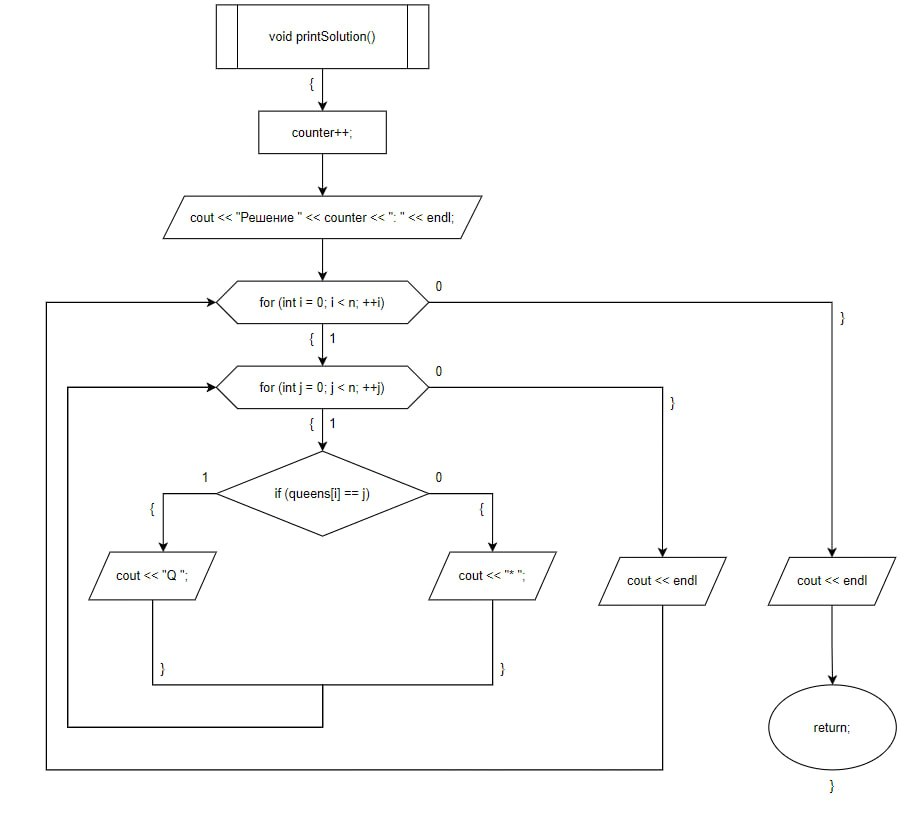 void printSolution()
{
counter++;
cout << "Решение " << counter << ": " << endl;
for (int i = 0; i < n; ++i)
0
}
{ 1
for (int j = 0; j < n; ++j)
0
}
{ 1
if (queens[i] == j)
1
0
{
{
cout << "Q ";
cout << "* ";
cout << endl
cout << endl
}
}
return;
}